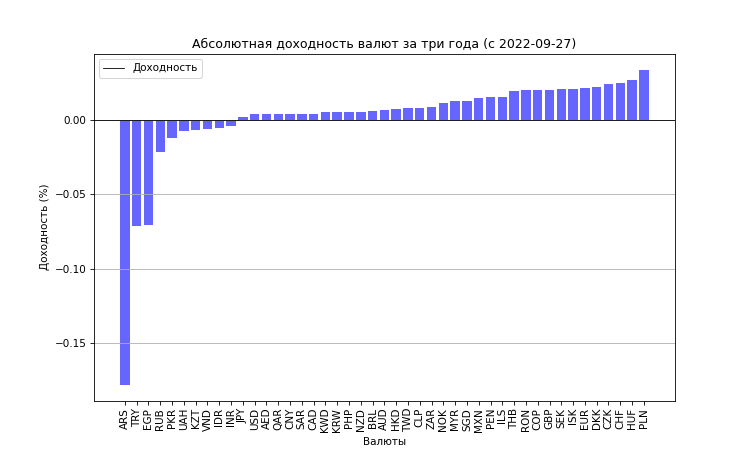 Абсолютная доходность валют за три года (с 2022-09-27)
Доходность
0.00
−0.05
−0.10
−0.15
Доходность (%)
ARS TRY EGP RUB PKR UAH KZT VND IDR INR JPY USD AED QAR CNY SAR CAD KWD KRW PHP NZD BRL AUD HKD TWD CLP ZAR NOK MYR SGD MXN PEN ILS THB RON COP GBP SEK ISK EUR DKK CZK CHF HUF PLN
Валюты